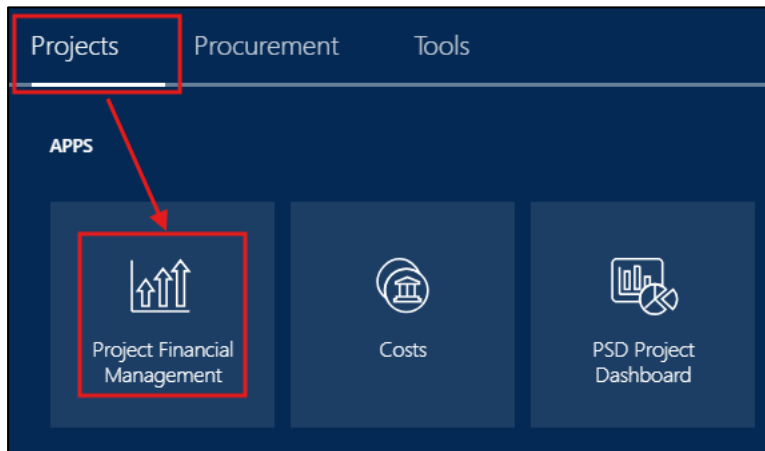 Projects Procurement Tools
APPS
Project Financial
Management
Costs
PSD Project
Dashboard